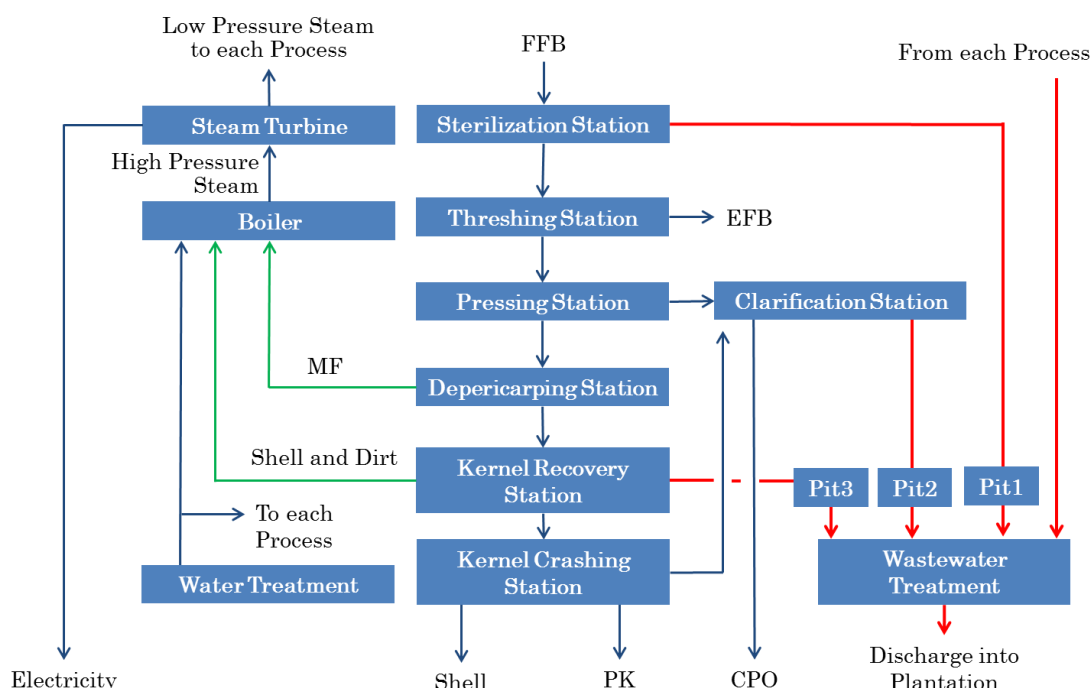 Low Pressure Steam
to each Process
FFB
From each Process
Steam Turbine
Sterilization Station
High Pressure
Steam
Boiler
Threshing Station
EFB
Pressing Station
Clarification Station
MF
Depericarping Station
Shell and Dirt
Kernel Recovery
Station
Pit3
Pit2
Pit1
To each
Process
Water Treatment
Kernel Crashing
Station
Wastewater
Treatment
Electricity
Shell
PK
CPO
Discharge into
Plantation